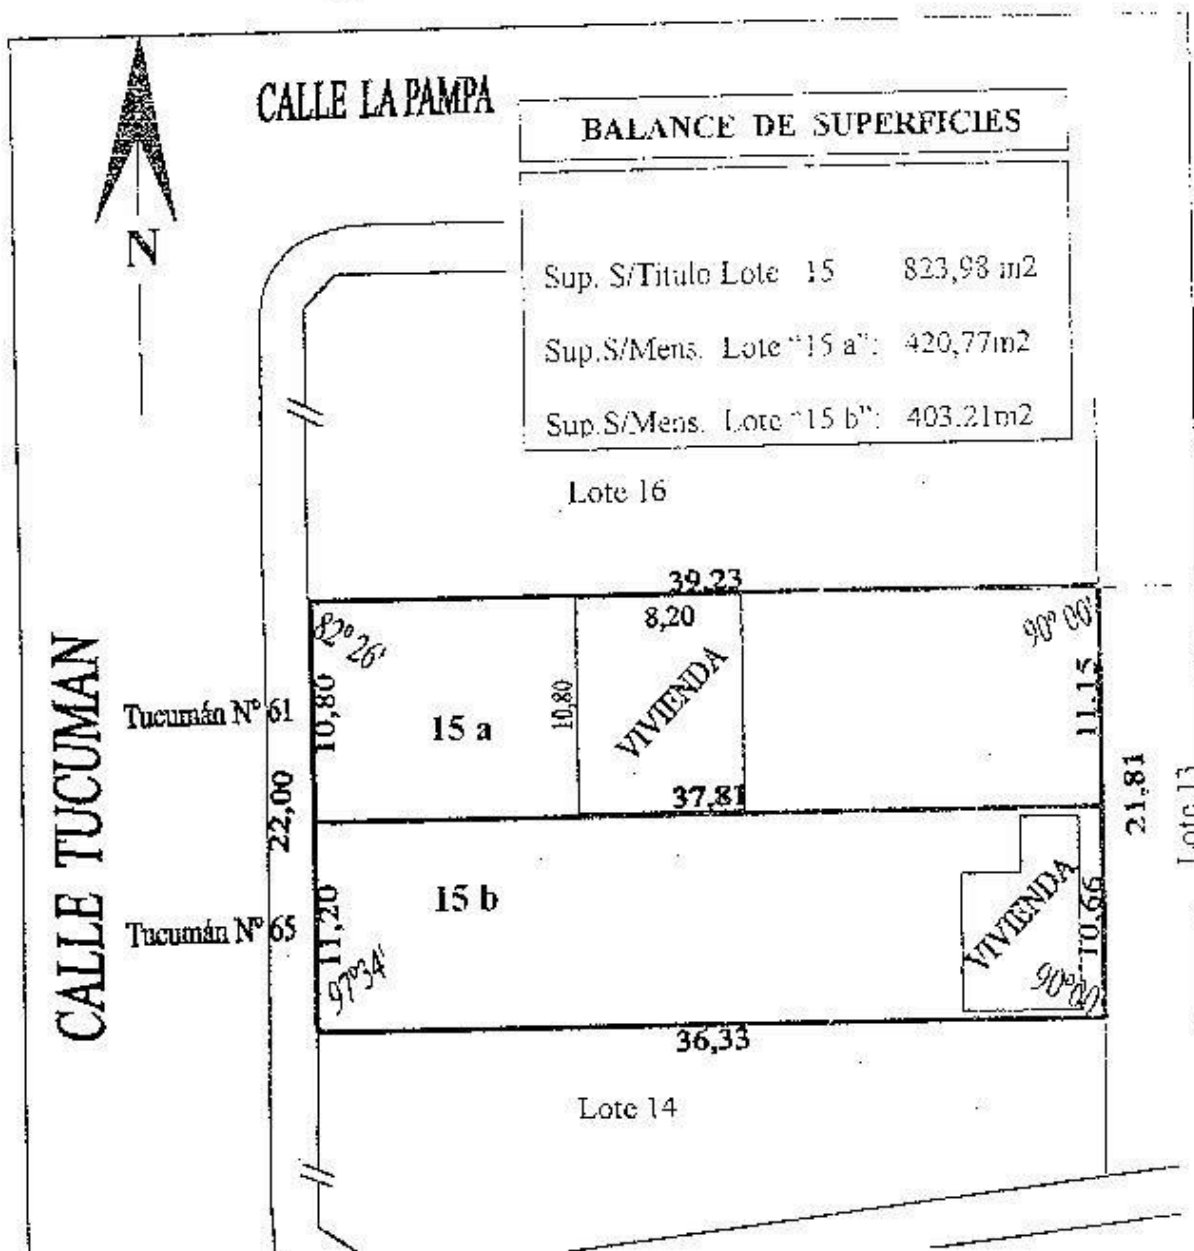 CALLE LA PAMPA
N
BALANCE DE SUPERFICIES
Sup. S/Titulo Lote 15 823,98 m2
Sup.S/Mens. Lote "15 a": 420,77m2
Sup.S/Mens. Lote "15 b": 403.21m2
Lote 16
39,23
82° 26'
8,20
90° 00'
CALLE TUCUMAN
Tucumán N° 61
10,80
15 a
10,80
VIVIENDA
11,15
22,00
37,81
21,81
Lote 13
Tucumán N° 65
11,20
15 b
VIVIENDA
10,66
97°34'
90°00'
36,33
Lote 14